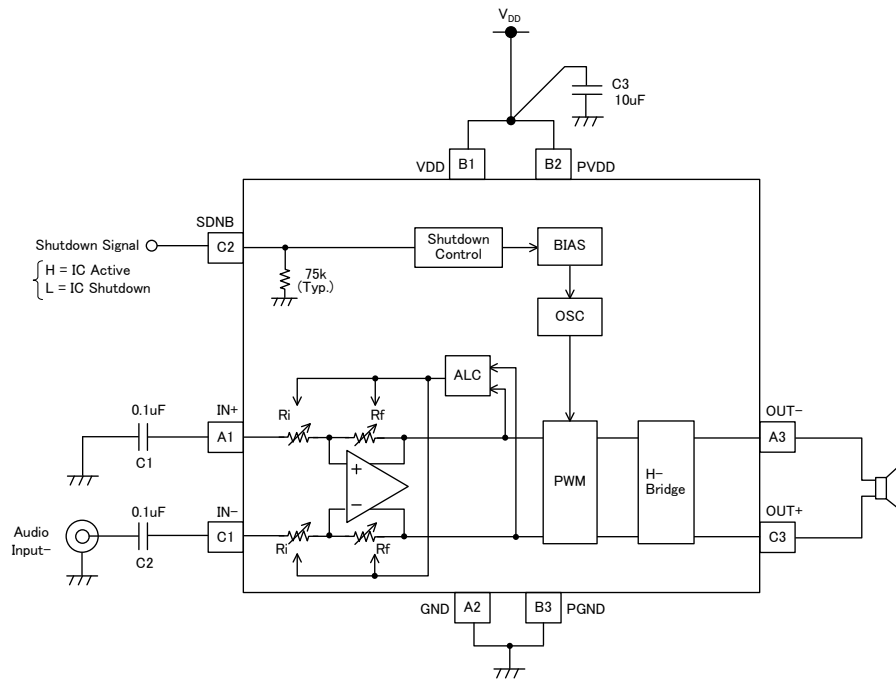 VDD
C3
10uF
VDD
B1
B2
PVDD
SDNB
Shutdown Signal
C2
H = IC Active
L = IC Shutdown
75k
(Typ.)
Shutdown
Control
BIAS
OSC
ALC
0.1uF
IN+
A1
C1
Ri
Rf
+
−
PWM
H-
Bridge
OUT-
A3
Audio
Input-
0.1uF
IN-
C1
C2
Ri
Rf
OUT+
C3
GND
A2
B3
PGND